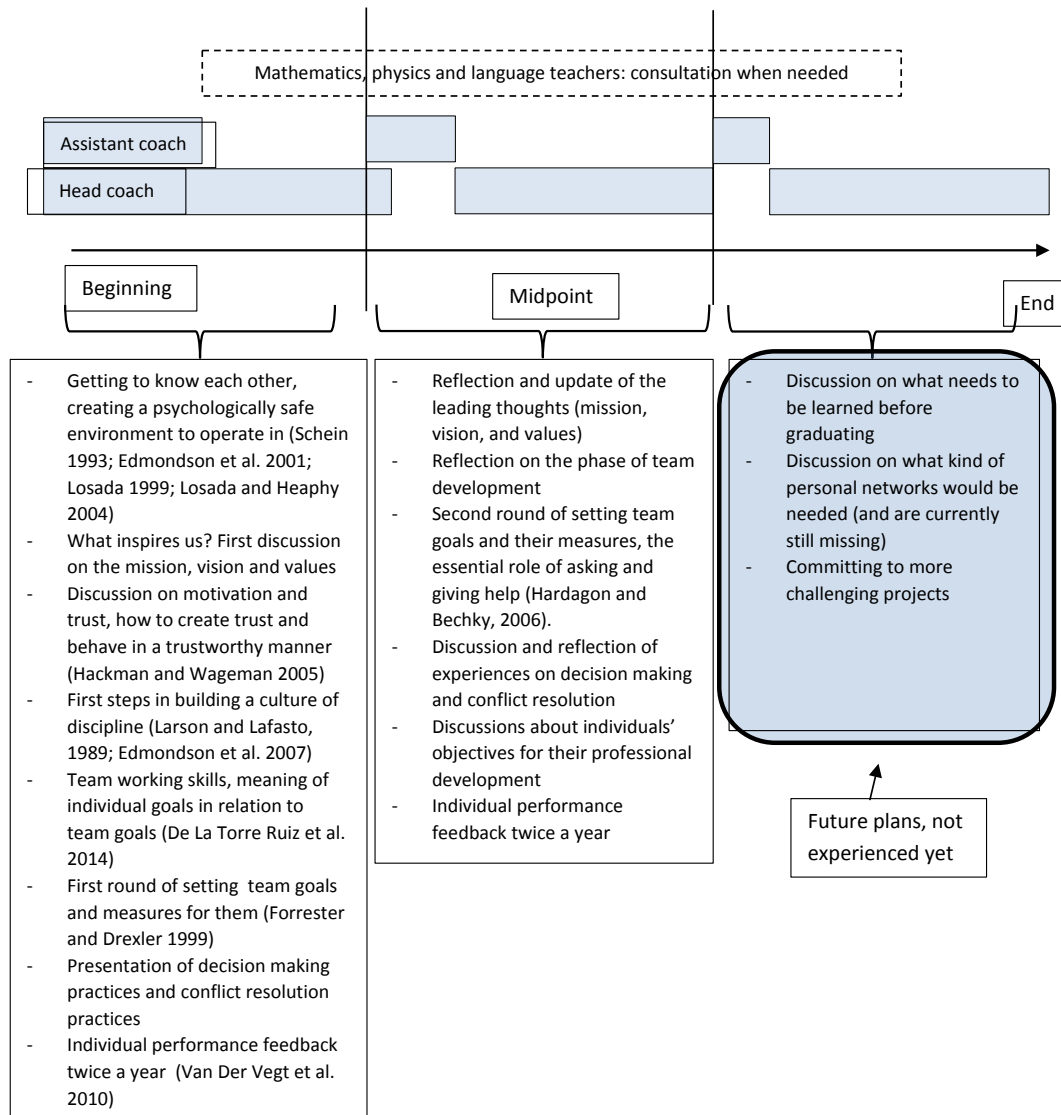 Mathematics, physics and language teachers: consultation when needed
Assistant coach
Head coach
Beginning
Midpoint
End
- Getting to know each other,
creating a psychologically safe
environment to operate in (Schein
1993; Edmondson et al. 2001;
Losada 1999; Losada and Heaphy
2004)
- What inspires us? First discussion
on the mission, vision and values
- Discussion on motivation and
trust, how to create trust and
behave in a trustworthy manner
(Hackman and Wageman 2005)
- First steps in building a culture of
discipline (Larson and Lafasto,
1989; Edmondson et al. 2007)
- Team working skills, meaning of
individual goals in relation to
team goals (De La Torre Ruiz et al.
2014)
- First round of setting team goals
and measures for them (Forrester
and Drexler 1999)
- Presentation of decision making
practices and conflict resolution
practices
- Individual performance feedback
twice a year (Van Der Vegt et al.
2010)
- Reflection and update of the
leading thoughts (mission,
vision, and values)
- Reflection on the phase of team
development
- Second round of setting team
goals and their measures, the
essential role of asking and
giving help (Hardagon and
Bechky, 2006).
- Discussion and reflection of
experiences on decision making
and conflict resolution
- Discussions about individuals’
objectives for their professional
development
- Individual performance
feedback twice a year
- Discussion on what needs to
be learned before
graduating
- Discussion on what kind of
personal networks would be
needed (and are currently
still missing)
- Committing to more
challenging projects
Future plans, not
experienced yet